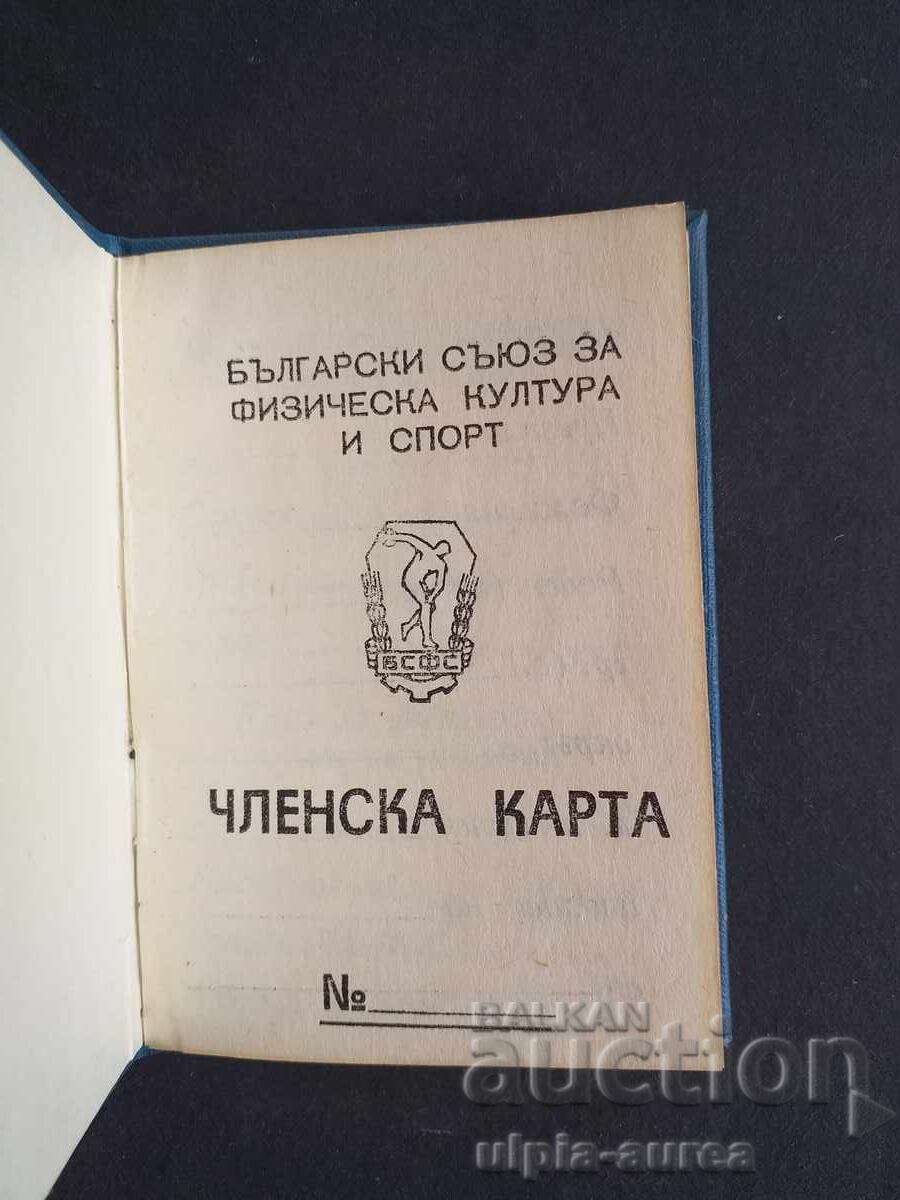 БЪЛГАРСКИ СЪЮЗ ЗА
ФИЗИЧЕСКА КУЛТУРА
И СПОРТ
БСФС
ЧЛЕНСКА КАРТА
№
BALKAN
auction
ulpia-aurea